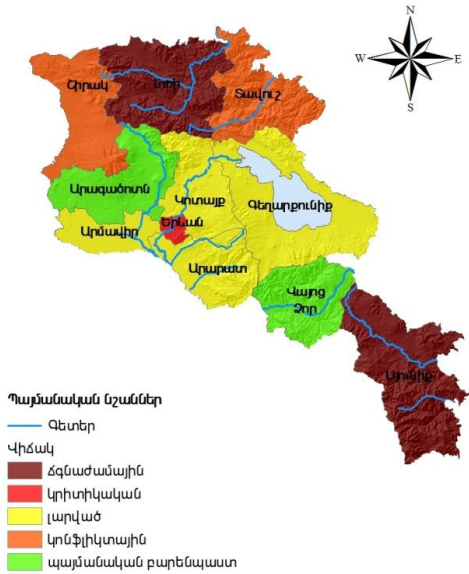 N
W E
S
Շիրակ
Լոռի
Տավուշ
Արագածոտն
Կոտայք
Գեղարքունիք
Երևան
Արմավիր
Արարատ
Վայոց
Ձոր
Սյունիք
Պայմանական նշաններ
Գետեր
Վիճակ
ճգնաժամային
կրիտիկական
լարված
կոնֆլիկտային
պայմանական բարենպաստ